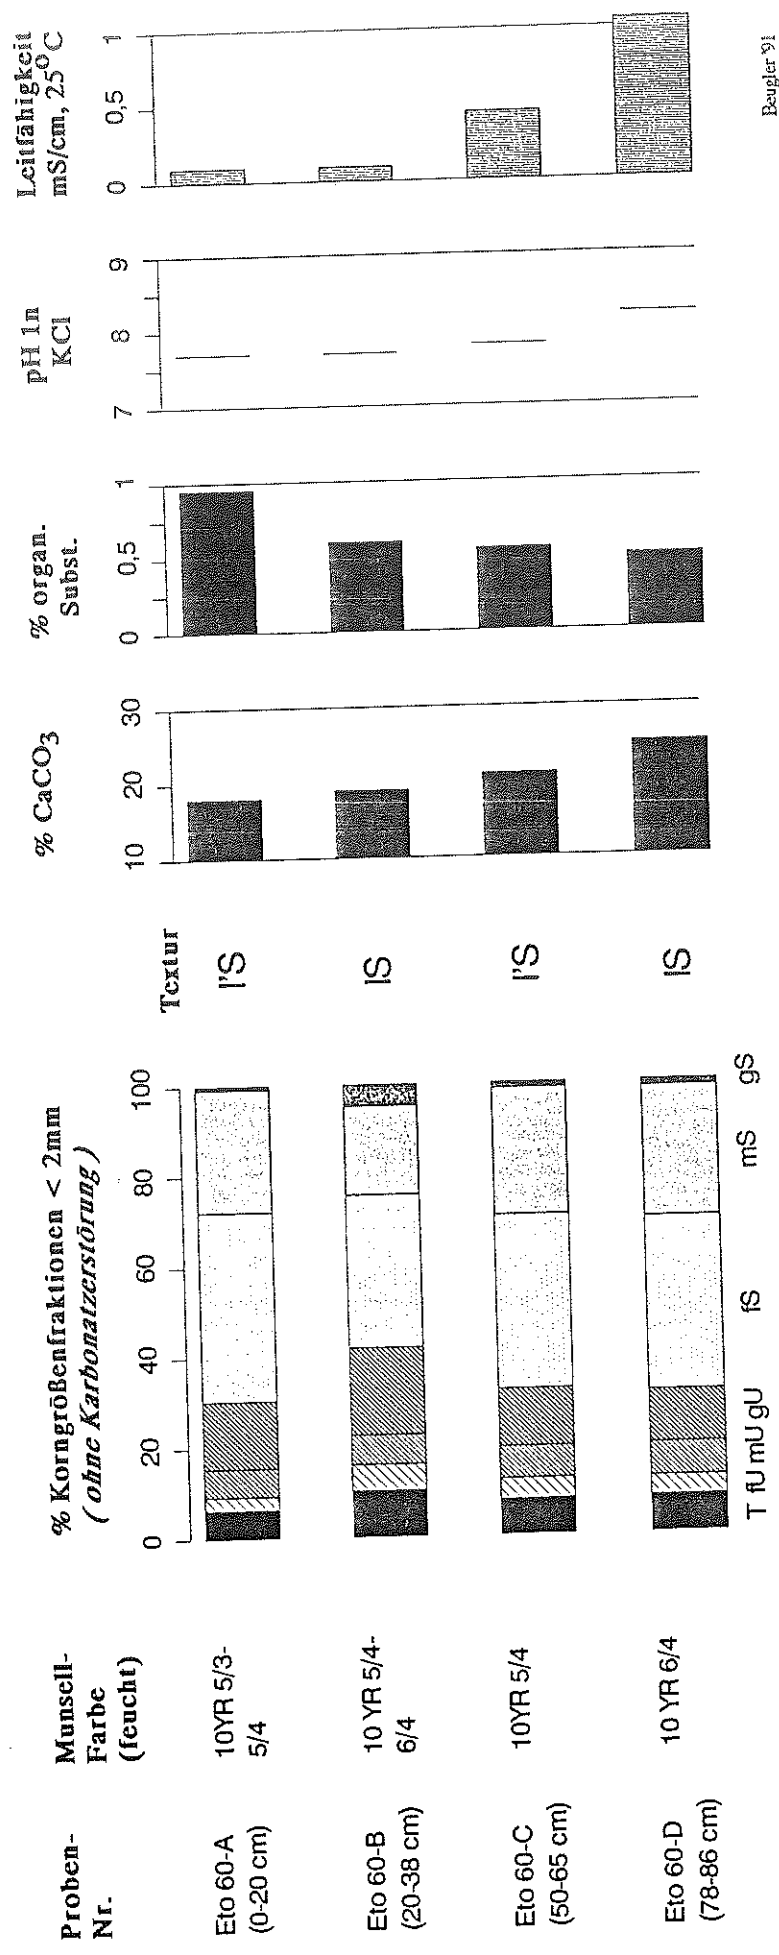 Proben-
Nr.
Munsell-
Farbe
(feucht)
% Korngrößenfraktionen < 2mm
( ohne Karbonatzerstörung )
0 20 40 60 80 100
Textur
% CaCO3
10 20 30
% organ.
Subst.
0 0,5 1
pH in
KCl
7 8 9
Leitfähigkeit
mS/cm, 25°C
0 0,5 1
Eto 60-A
(0-20 cm)
10YR 5/3-
5/4
l'S
Eto 60-B
(20-38 cm)
10 YR 5/4-
6/4
lS
Eto 60-C
(50-65 cm)
10YR 5/4
l'S
Eto 60-D
(78-86 cm)
10 YR 6/4
lS
T fU mU gU fS mS gS
Beugler '91